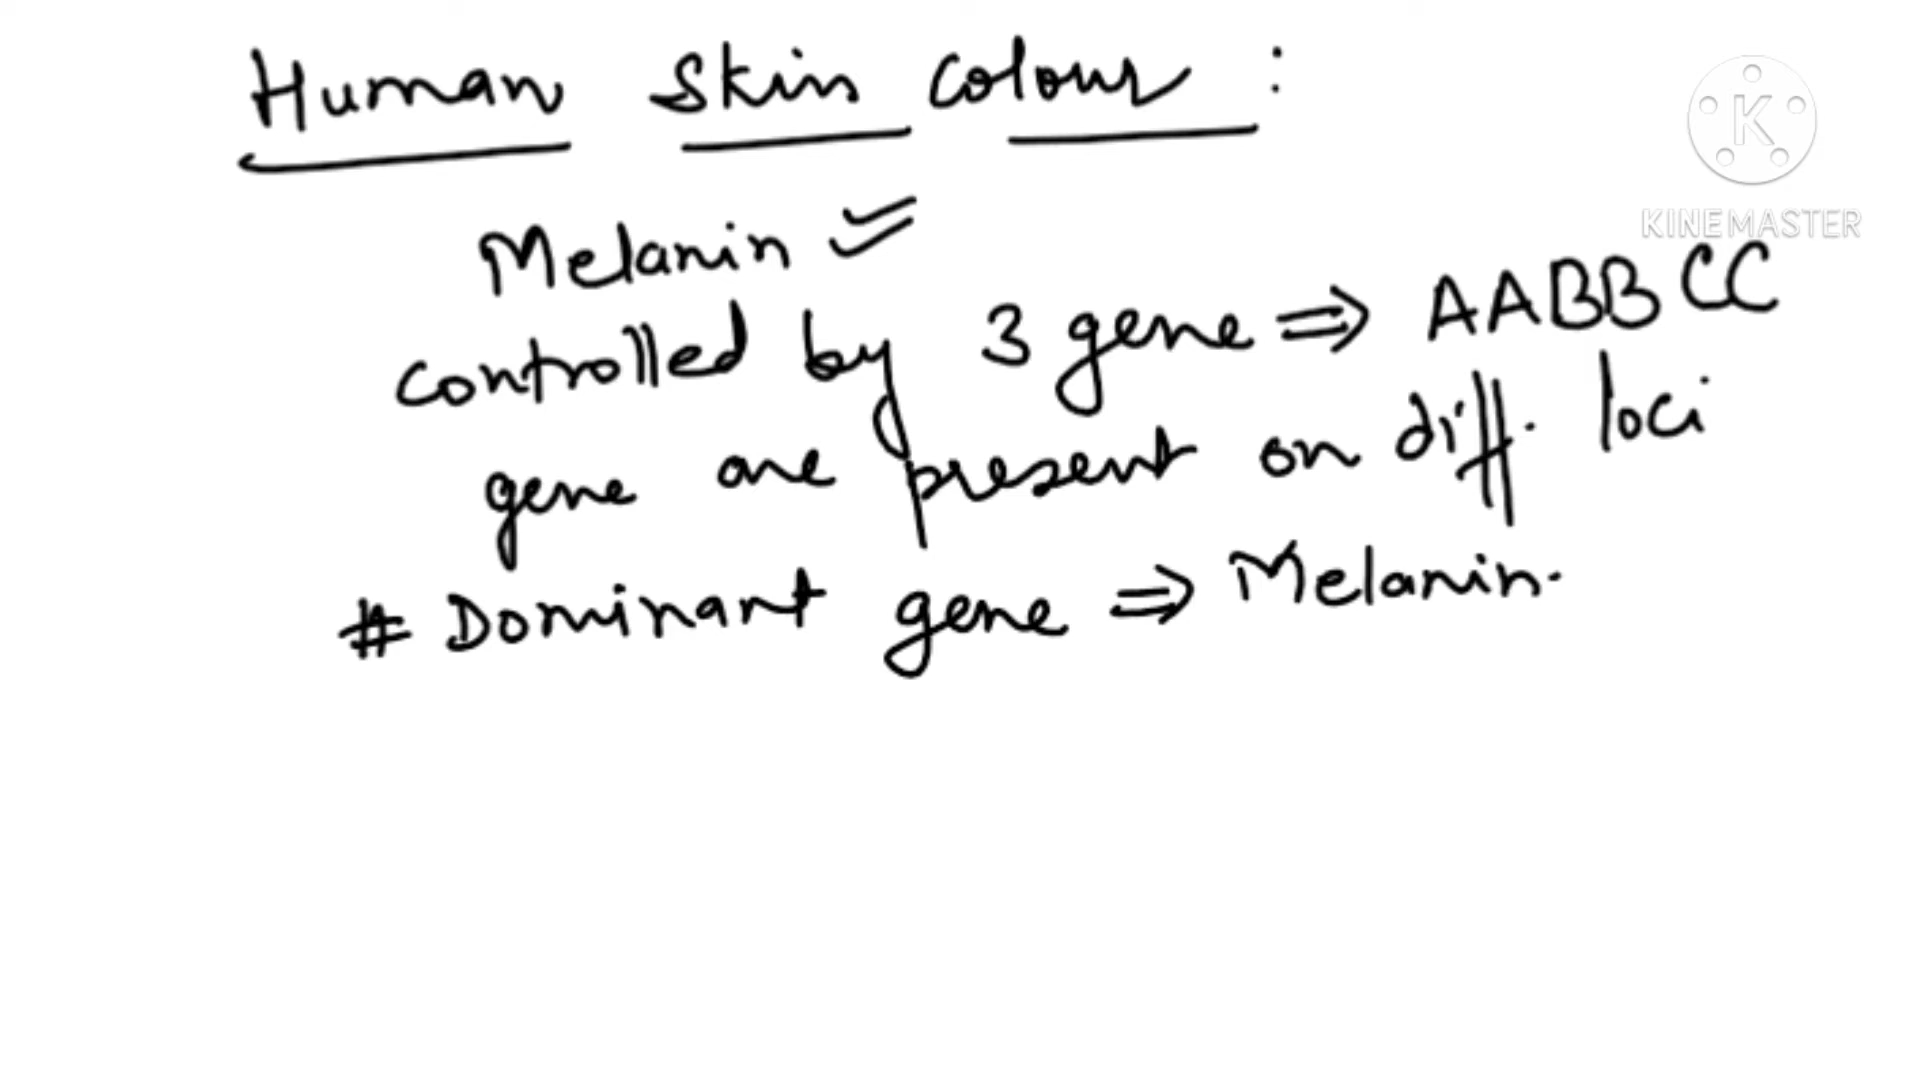 Human Skin Colour :
K
KINEMASTER
Melanin
controlled by 3 gene ⇒ AABBCC
gene are present on diff. loci
# Dominant gene ⇒ Melanin.